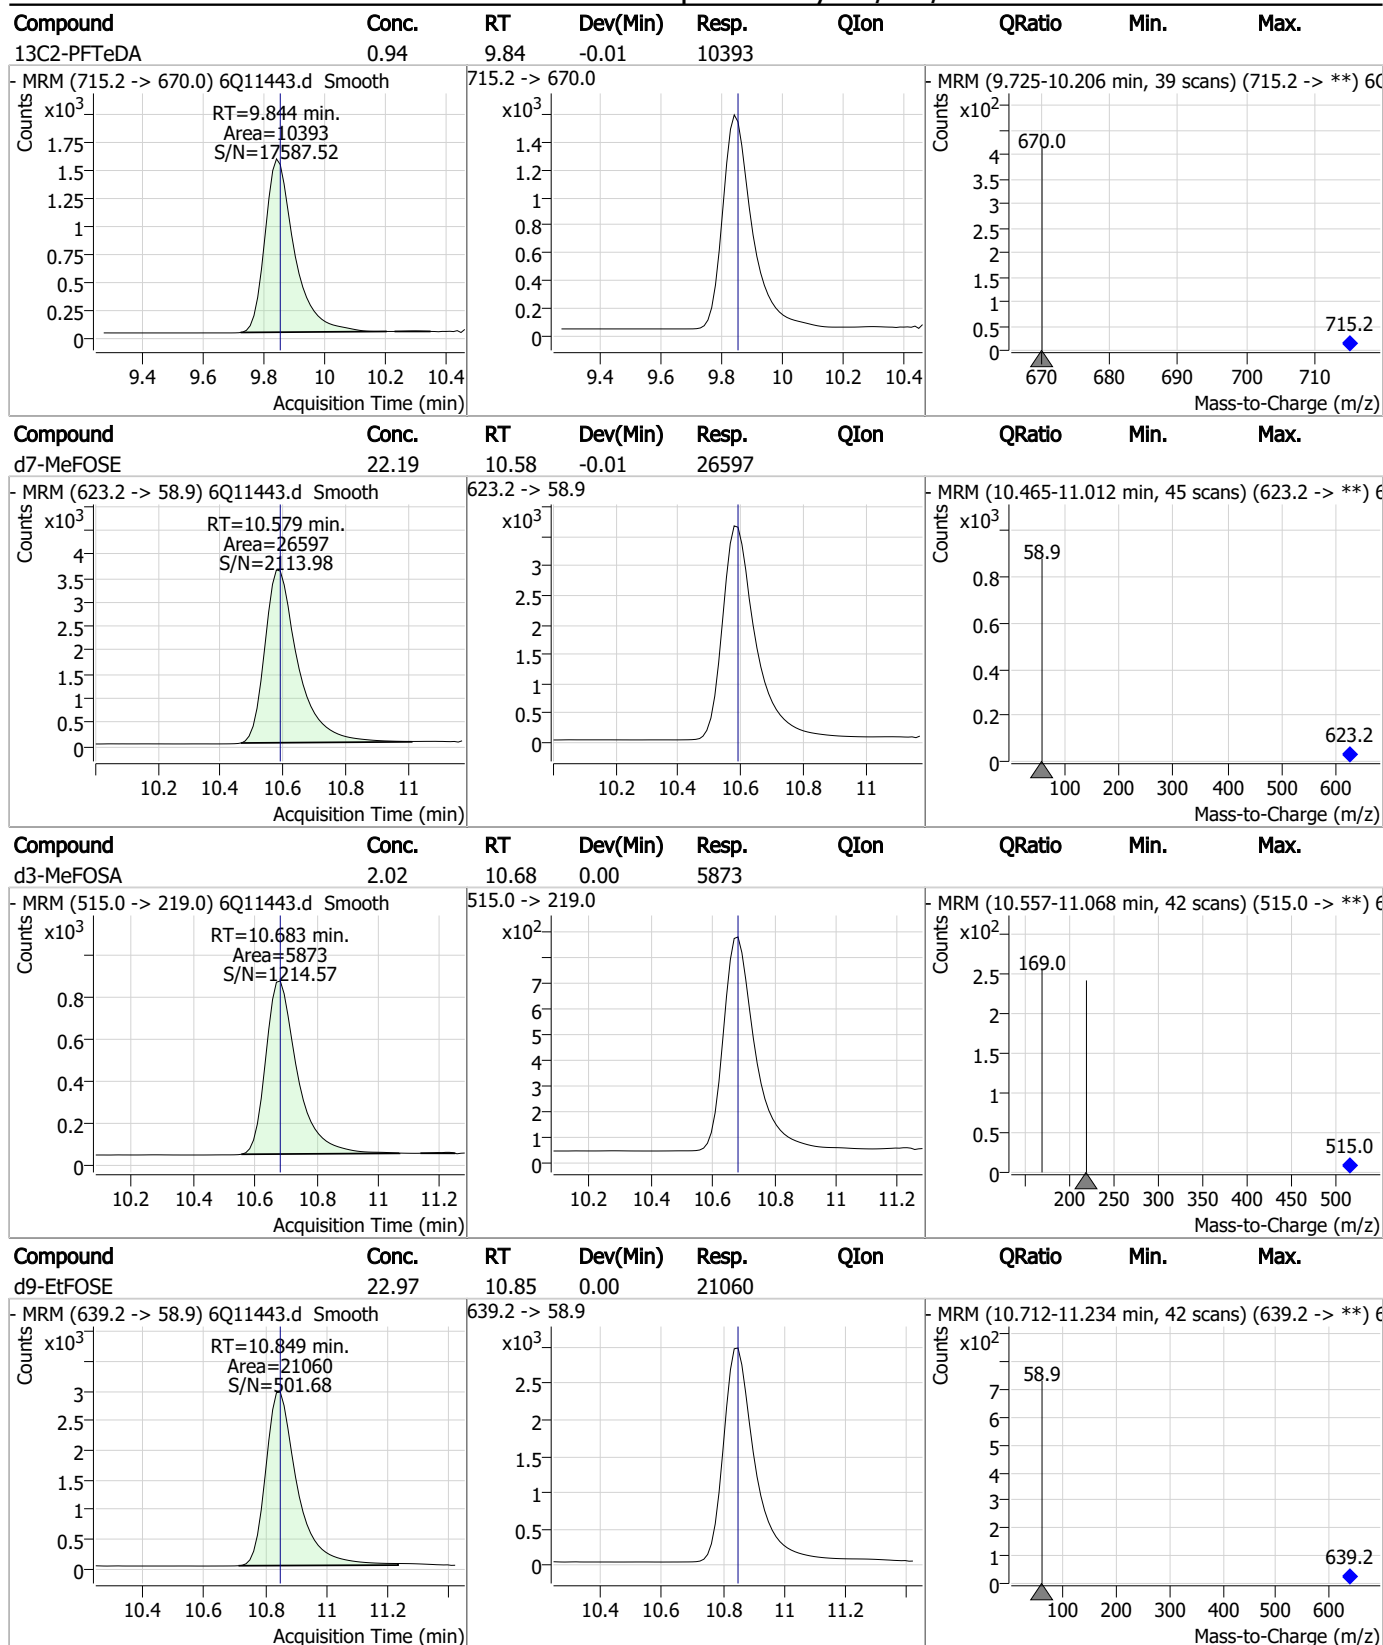 Compound Conc. RT Dev(Min) Resp. QIon QRatio Min. Max.
13C2-PFTeDA 0.94 9.84 -0.01 10393
- MRM (715.2 -> 670.0) 6Q11443.d Smooth
Counts
x10³
RT=9.844 min.
Area=10393
S/N=17587.52
1.75
1.5
1.25
1
0.75
0.5
0.25
0
9.4 9.6 9.8 10 10.2 10.4
Acquisition Time (min)
715.2 -> 670.0
x10³
1.4
1.2
1
0.8
0.6
0.4
0.2
0
9.4 9.6 9.8 10 10.2 10.4
- MRM (9.725-10.206 min, 39 scans) (715.2 -> **)
Counts
x10²
670.0
4
3.5
3
2.5
2
1.5
1
0.5
0
715.2
670 680 690 700 710
Mass-to-Charge (m/z)
Compound Conc. RT Dev(Min) Resp. QIon QRatio Min. Max.
d7-MeFOSE 22.19 10.58 -0.01 26597
- MRM (623.2 -> 58.9) 6Q11443.d Smooth
Counts
x10³
RT=10.579 min.
Area=26597
S/N=2113.98
4
3.5
3
2.5
2
1.5
1
0.5
0
10.2 10.4 10.6 10.8 11
Acquisition Time (min)
623.2 -> 58.9
x10³
3
2.5
2
1.5
1
0.5
0
10.2 10.4 10.6 10.8 11
- MRM (10.465-11.012 min, 45 scans) (623.2 -> **)
Counts
x10³
58.9
0.8
0.6
0.4
0.2
0
623.2
100 200 300 400 500 600
Mass-to-Charge (m/z)
Compound Conc. RT Dev(Min) Resp. QIon QRatio Min. Max.
d3-MeFOSA 2.02 10.68 0.00 5873
- MRM (515.0 -> 219.0) 6Q11443.d Smooth
Counts
x10³
RT=10.683 min.
Area=5873
S/N=1214.57
0.8
0.6
0.4
0.2
0
10.2 10.4 10.6 10.8 11 11.2
Acquisition Time (min)
515.0 -> 219.0
x10²
7
6
5
4
3
2
1
0
10.2 10.4 10.6 10.8 11 11.2
- MRM (10.557-11.068 min, 42 scans) (515.0 -> **)
Counts
x10²
169.0
2.5
2
1.5
1
0.5
0
515.0
200 250 300 350 400 450 500
Mass-to-Charge (m/z)
Compound Conc. RT Dev(Min) Resp. QIon QRatio Min. Max.
d9-EtFOSE 22.97 10.85 0.00 21060
- MRM (639.2 -> 58.9) 6Q11443.d Smooth
Counts
x10³
RT=10.849 min.
Area=21060
S/N=501.68
3
2.5
2
1.5
1
0.5
0
10.4 10.6 10.8 11 11.2
Acquisition Time (min)
639.2 -> 58.9
x10³
2.5
2
1.5
1
0.5
0
10.4 10.6 10.8 11 11.2
- MRM (10.712-11.234 min, 42 scans) (639.2 -> **)
Counts
x10²
58.9
7
6
5
4
3
2
1
0
639.2
100 200 300 400 500 600
Mass-to-Charge (m/z)